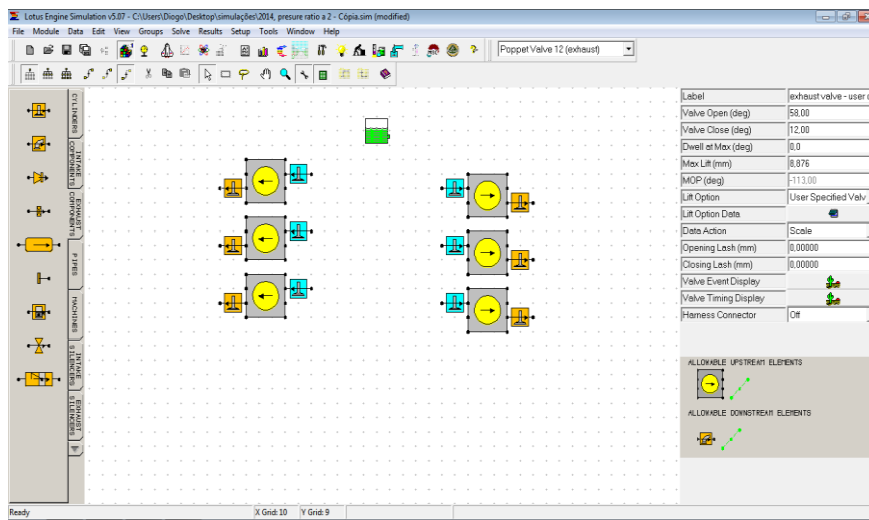 Lotus Engine Simulation v5.07 - C:\Users\Diogo\Desktop\simulações\2014, presure ratio a 2 - Cópia.sim (modified)
File Module Data Edit View Groups Solve Results Setup Tools Window Help
Poppet Valve 12 (exhaust)
CYLINDERS
INTAKE COMPONENTS
EXHAUST COMPONENTS
PIPES
MACHINES
INTAKE SILENCERS
EXHAUST SILENCERS
Label exhaust valve - user
Valve Open (deg) 58,00
Valve Close (deg) 12,00
Dwell at Max (deg) 0,0
Max Lift (mm) 8,876
MOP (deg) -113,00
Lift Option User Specified Valv
Lift Option Data
Data Action Scale
Opening Lash (mm) 0,00000
Closing Lash (mm) 0,00000
Valve Event Display
Valve Timing Display
Harness Connector Off
ALLOWABLE UPSTREAM ELEMENTS
ALLOWABLE DOWNSTREAM ELEMENTS
Ready X Grid: 10 Y Grid: 9